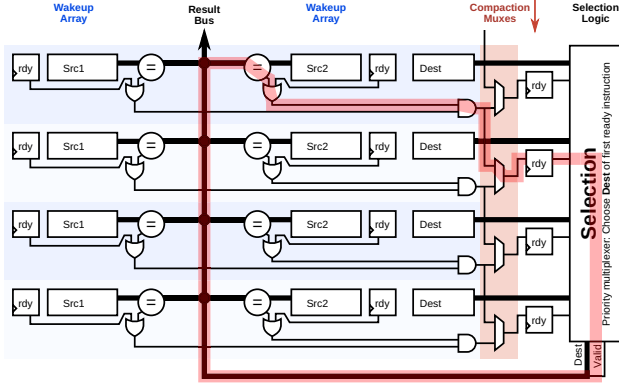 Wakeup
Array
Result
Bus
Wakeup
Array
Compaction
Muxes
Selection
Logic
rdy
Src1
=
=
Src2
rdy
Dest
rdy
rdy
Src1
=
=
Src2
rdy
Dest
rdy
rdy
Src1
=
=
Src2
rdy
Dest
rdy
rdy
Src1
=
=
Src2
rdy
Dest
rdy
Selection
Priority multiplexer: Choose Dest of first ready instruction
Dest
Valid